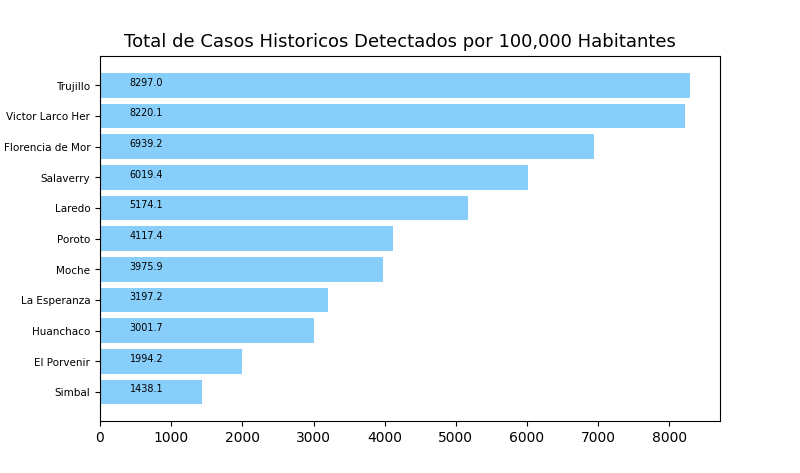 Total de Casos Historicos Detectados por 100,000 Habitantes
Trujillo 8297.0
Victor Larco Her 8220.1
Florencia de Mor 6939.2
Salaverry 6019.4
Laredo 5174.1
Poroto 4117.4
Moche 3975.9
La Esperanza 3197.2
Huanchaco 3001.7
El Porvenir 1994.2
Simbal 1438.1
0 1000 2000 3000 4000 5000 6000 7000 8000